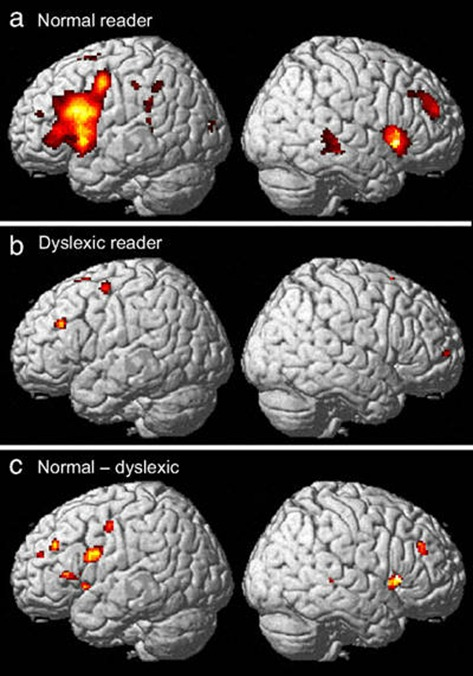 a Normal reader
b Dyslexic reader
c Normal – dyslexic